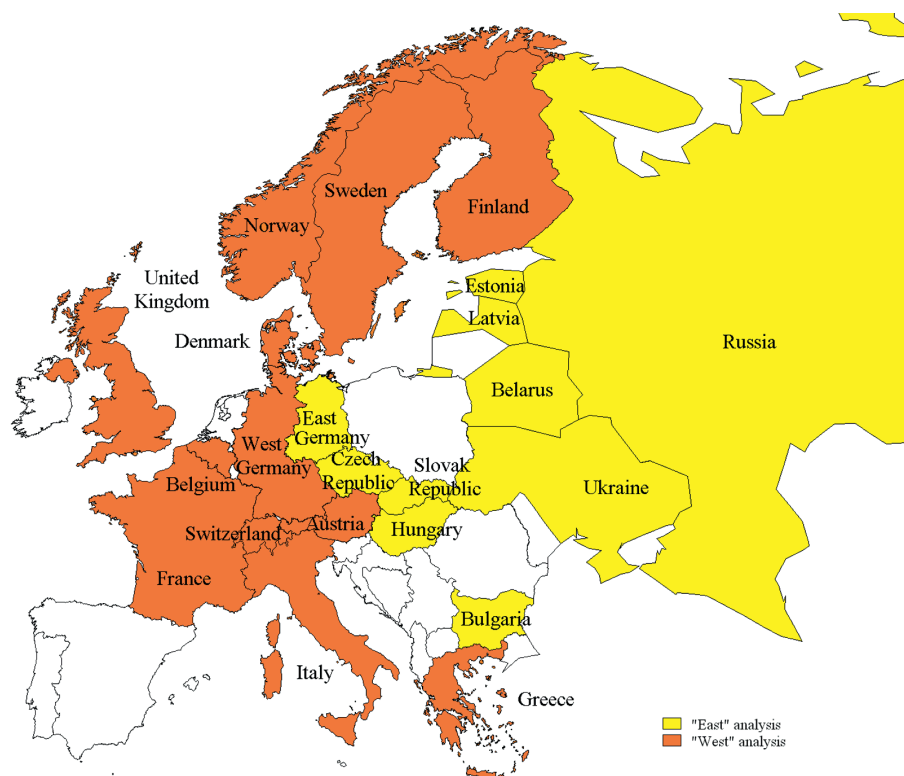 Sweden
Norway
Finland
United
Kingdom
Estonia
Latvia
Denmark
Russia
Belarus
East
Germany
West
Germany
Czech
Republic
Slovak
Republic
Belgium
Ukraine
Austria
Switzerland
Hungary
France
Bulgaria
Italy
Greece
"East" analysis
"West" analysis